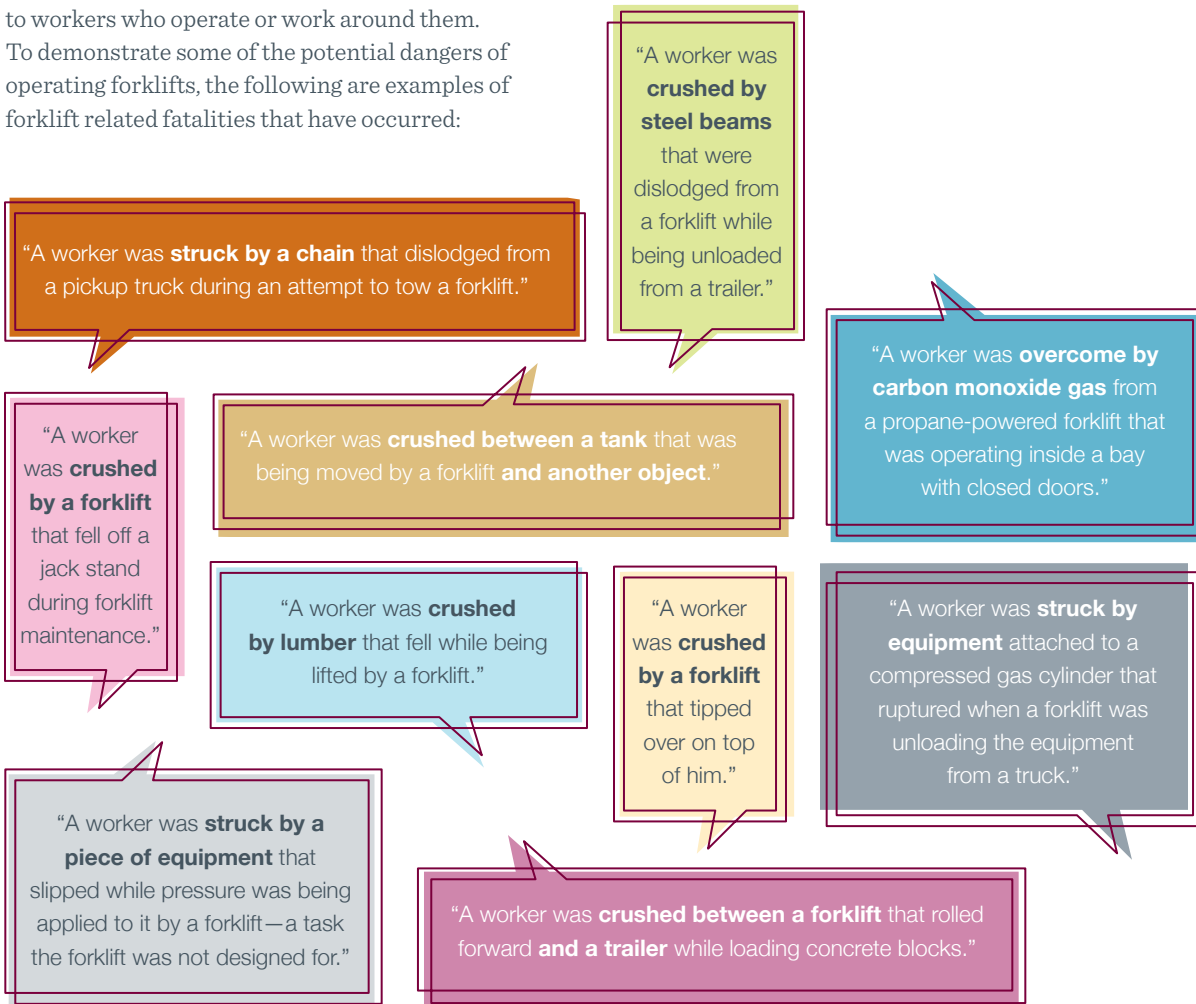 to workers who operate or work around them.
To demonstrate some of the potential dangers of
operating forklifts, the following are examples of
forklift related fatalities that have occurred:
“A worker was
crushed by
steel beams
that were
dislodged from
a forklift while
being unloaded
from a trailer.”
“A worker was struck by a chain that dislodged from
a pickup truck during an attempt to tow a forklift.”
“A worker was overcome by
carbon monoxide gas from
a propane-powered forklift that
was operating inside a bay
with closed doors.”
“A worker
was crushed
by a forklift
that fell off a
jack stand
during forklift
maintenance.”
“A worker was crushed between a tank that was
being moved by a forklift and another object.”
“A worker was crushed
by lumber that fell while being
lifted by a forklift.”
“A worker
was crushed
by a forklift
that tipped
over on top
of him.”
“A worker was struck by
equipment attached to a
compressed gas cylinder that
ruptured when a forklift was
unloading the equipment
from a truck.”
“A worker was struck by a
piece of equipment that
slipped while pressure was being
applied to it by a forklift—a task
the forklift was not designed for.”
“A worker was crushed between a forklift that rolled
forward and a trailer while loading concrete blocks.”